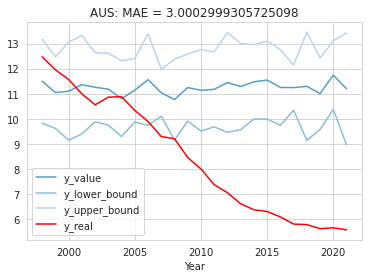 AUS: MAE = 3.0002999305725098
13
12
11
10
9
8
7
6
y_value
y_lower_bound
y_upper_bound
y_real
2000
2005
2010
2015
2020
Year